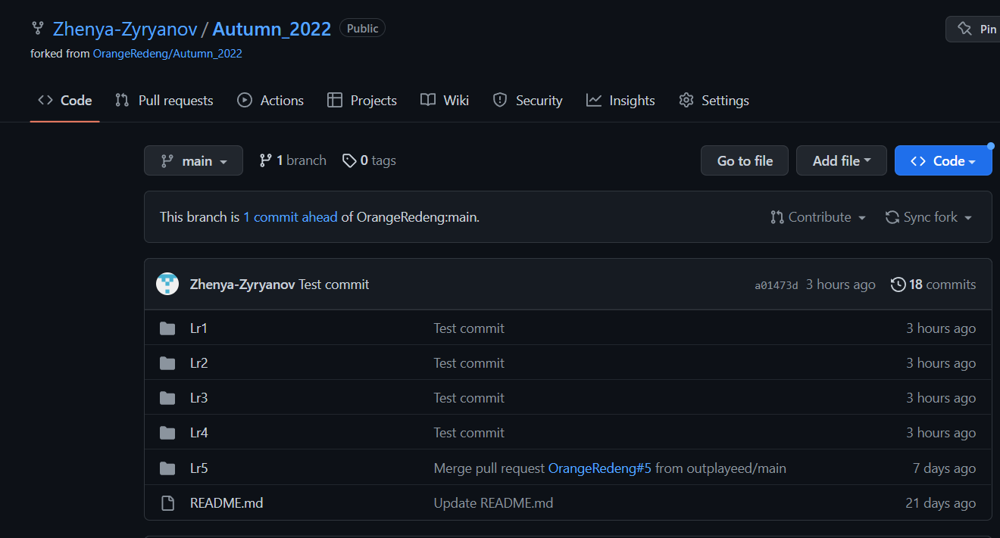 Zhenya-Zyryanov / Autumn_2022 Public Pin
forked from OrangeRedeng/Autumn_2022
Code Pull requests Actions Projects Wiki Security Insights Settings
main 1 branch 0 tags Go to file Add file Code
This branch is 1 commit ahead of OrangeRedeng:main. Contribute Sync fork
Zhenya-Zyryanov Test commit a01473d 3 hours ago 18 commits
Lr1 Test commit 3 hours ago
Lr2 Test commit 3 hours ago
Lr3 Test commit 3 hours ago
Lr4 Test commit 3 hours ago
Lr5 Merge pull request OrangeRedeng#5 from outplayeed/main 7 days ago
README.md Update README.md 21 days ago